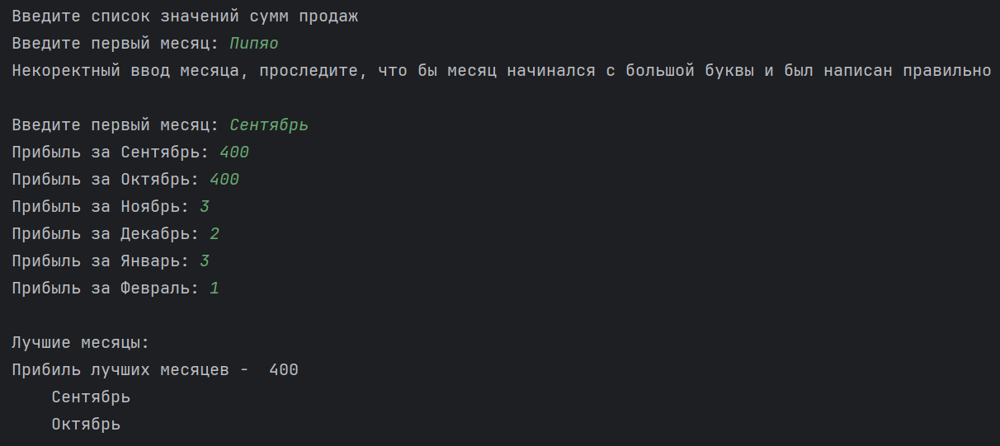 Введите список значений сумм продаж
Введите первый месяц: Пипяо
Некоректный ввод месяца, проследите, что бы месяц начинался с большой буквы и был написан правильно
Введите первый месяц: Сентябрь
Прибыль за Сентябрь: 400
Прибыль за Октябрь: 400
Прибыль за Ноябрь: 3
Прибыль за Декабрь: 2
Прибыль за Январь: 3
Прибыль за Февраль: 1
Лучшие месяцы:
Прибиль лучших месяцев -  400
Сентябрь
Октябрь